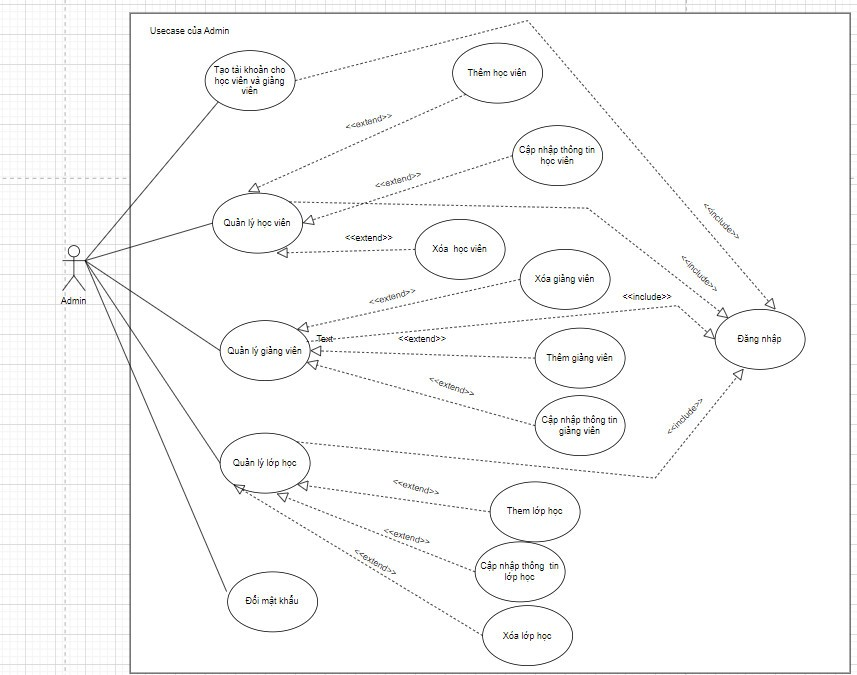 Usecase của Admin
Tạo tài khoản cho
học viên và giảng
viên
Thêm học viên
<<extend>>
Cập nhập thông tin
học viên
<<extend>>
<<include>>
Quản lý học viên
<<extend>>
Xóa học viên
<<include>>
Xóa giảng viên
<<extend>>
<<include>>
Admin
Text
<<extend>>
Đăng nhập
Quản lý giảng viên
Thêm giảng viên
<<extend>>
Cập nhập thông tin
giảng viên
<<include>>
Quản lý lớp học
<<extend>>
Them lớp học
<<extend>>
Cập nhập thông tin
lớp học
<<extend>>
Đổi mật khẩu
Xóa lớp học